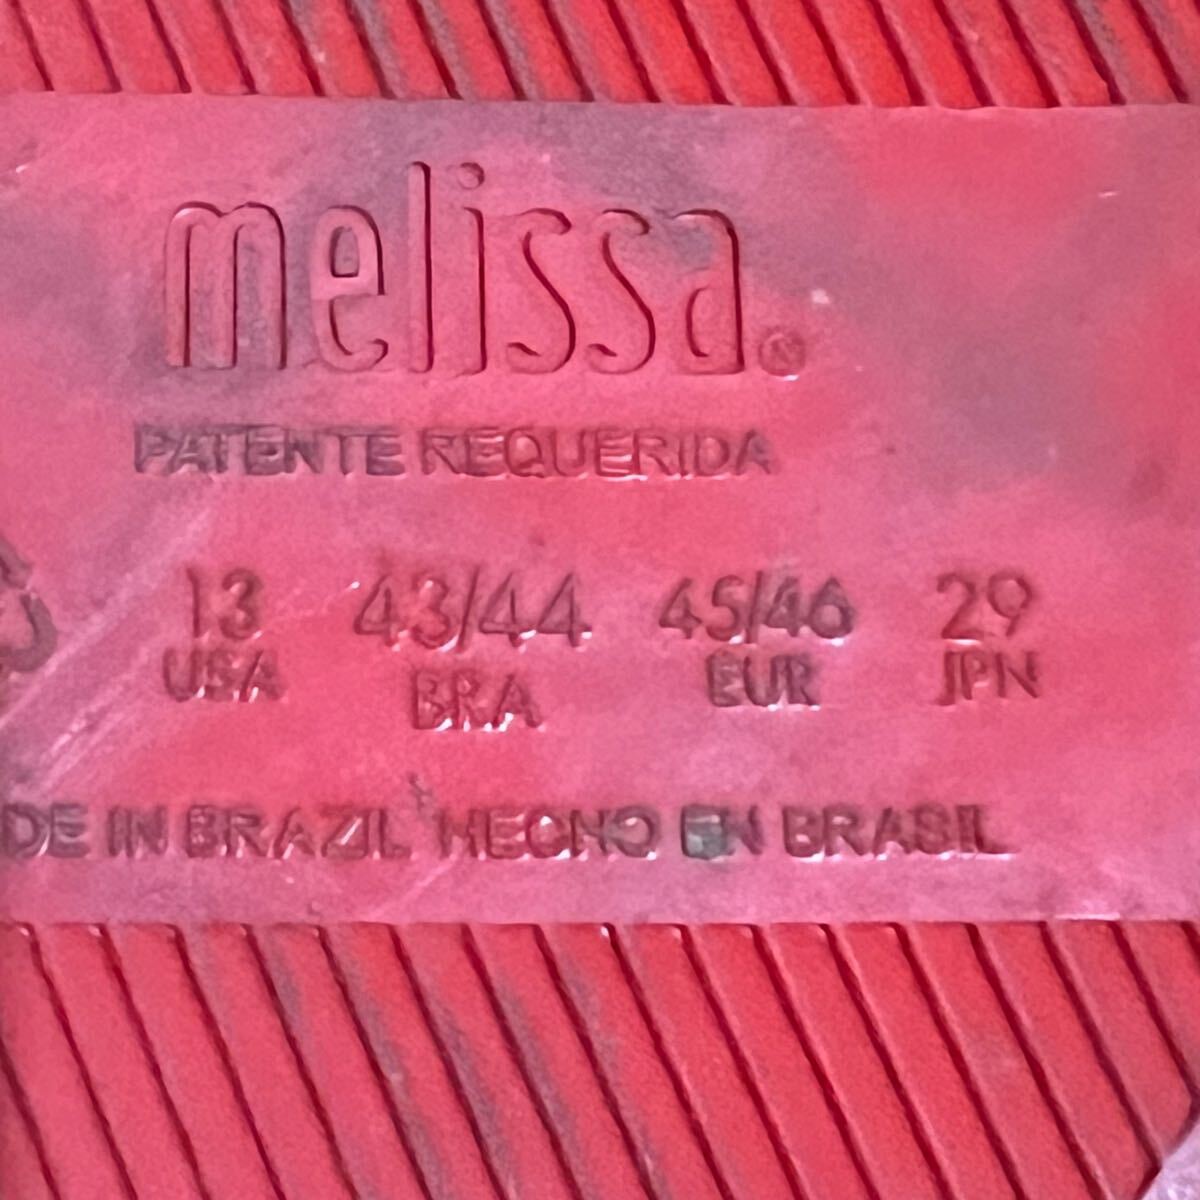 melissa®
PATENTE REQUERIDA
13 43/44 45/46 29
USA BRA EUR JPN
DE IN BRAZIL HECHO EN BRASIL